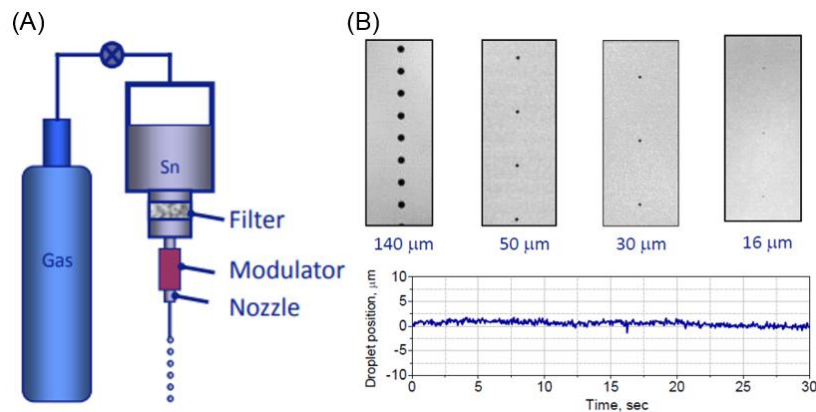 (A)
Sn
Gas
Filter
Modulator
Nozzle
(B)
140 μm
50 μm
30 μm
16 μm
Droplet position, μm
10
5
0
-5
-10
0
5
10
15
20
25
30
Time, sec